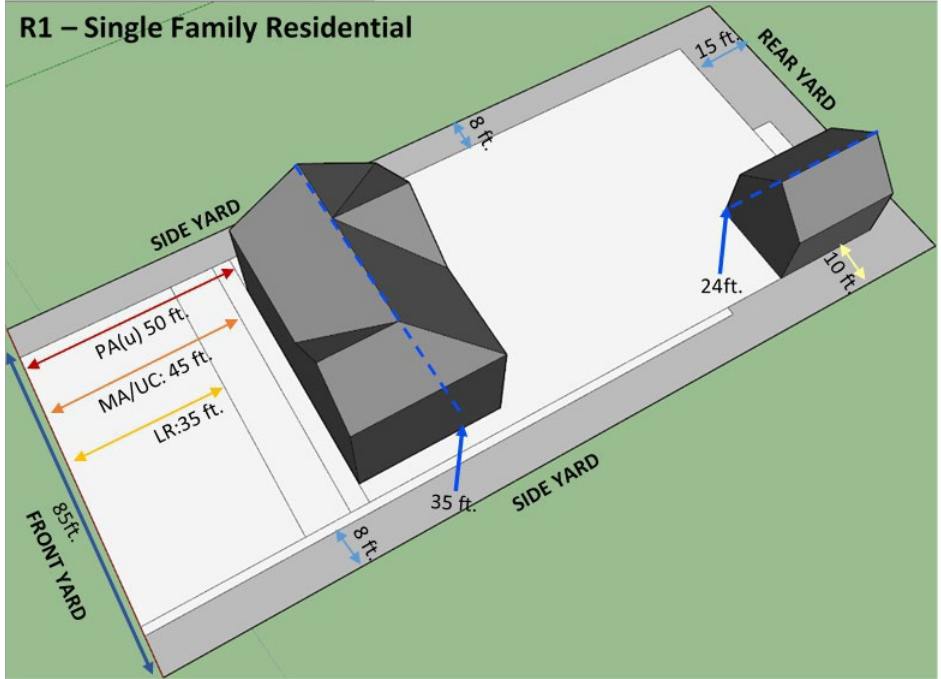 R1 – Single Family Residential
15 ft.
REAR YARD
8 ft.
SIDE YARD
24ft.
10 ft.
PA(u) 50 ft.
MA/UC: 45 ft.
LR:35 ft.
35 ft.
SIDE YARD
85ft.
FRONT YARD
8 ft.